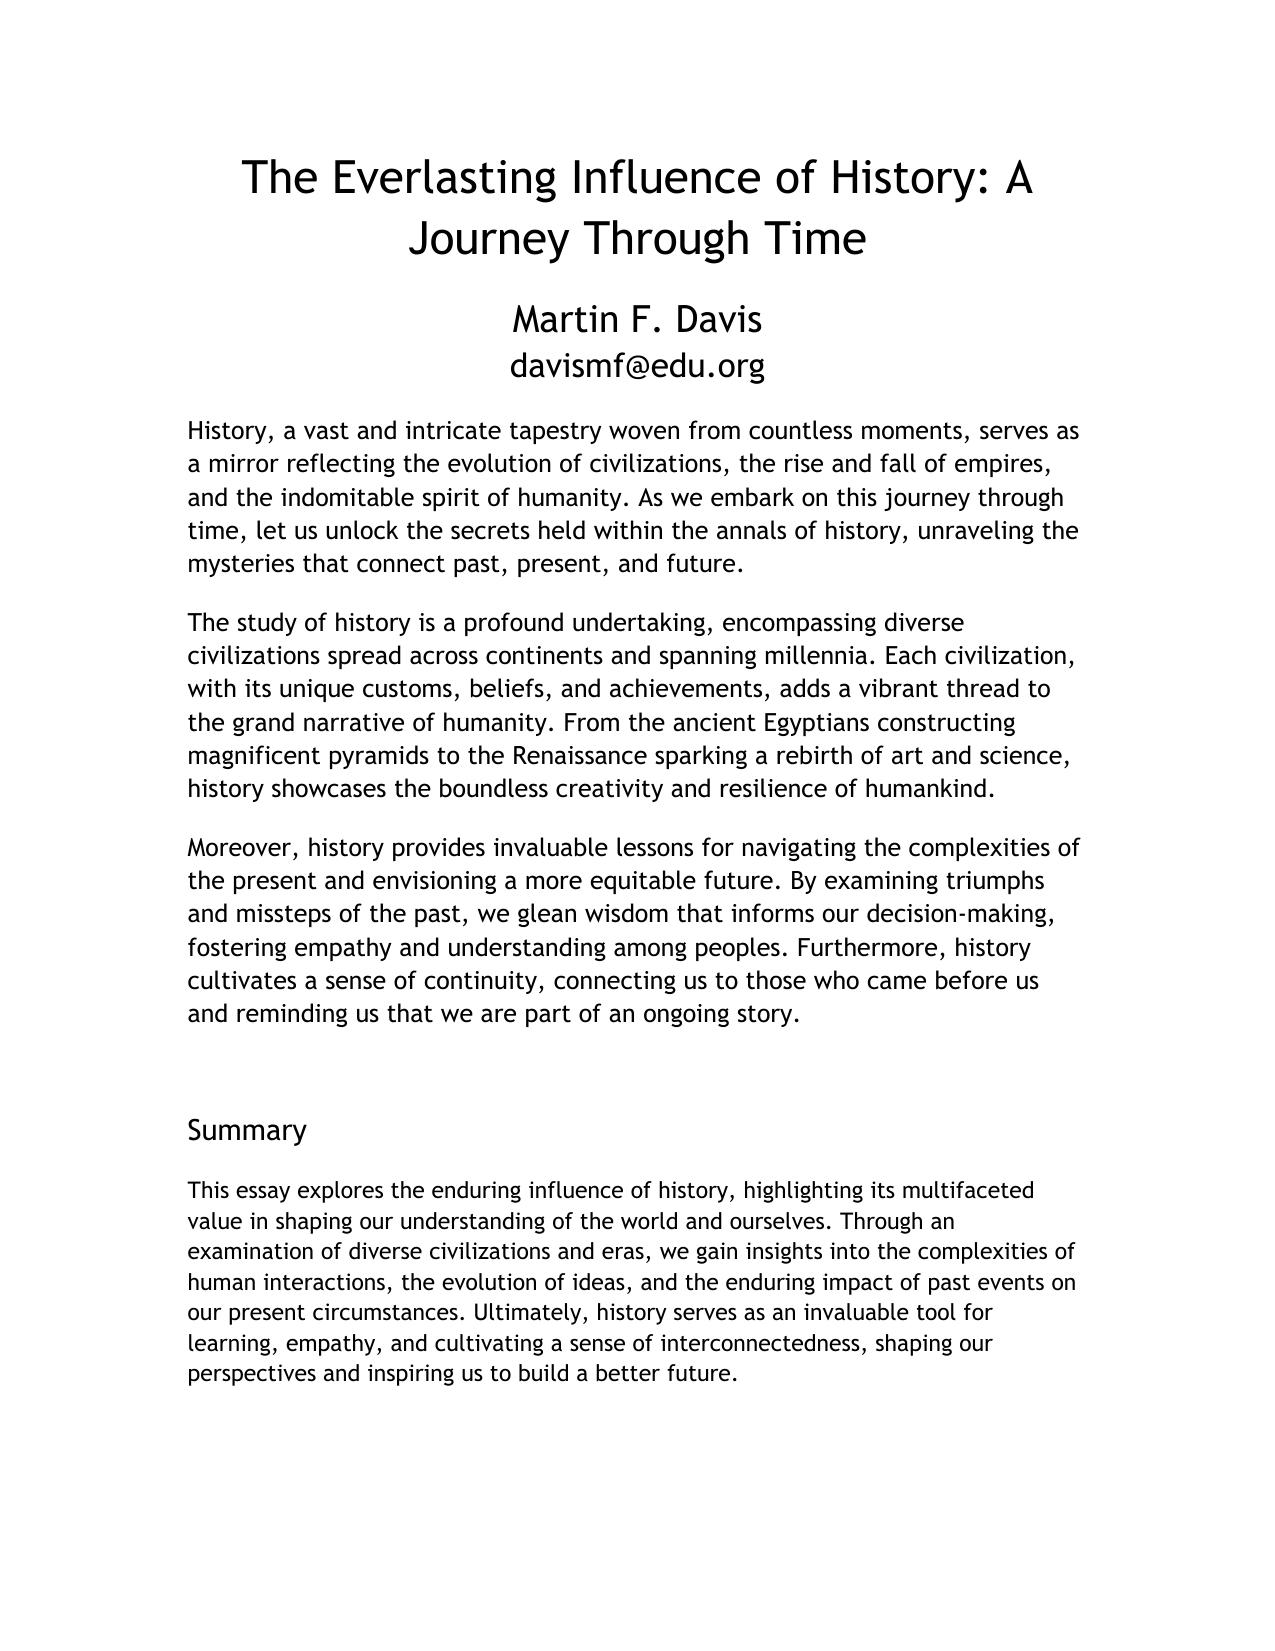 The Everlasting Influence of History: A
Journey Through Time
Martin F. Davis
davismf@edu.org
History, a vast and intricate tapestry woven from countless moments, serves as
a mirror reflecting the evolution of civilizations, the rise and fall of empires,
and the indomitable spirit of humanity. As we embark on this journey through
time, let us unlock the secrets held within the annals of history, unraveling the
mysteries that connect past, present, and future.
The study of history is a profound undertaking, encompassing diverse
civilizations spread across continents and spanning millennia. Each civilization,
with its unique customs, beliefs, and achievements, adds a vibrant thread to
the grand narrative of humanity. From the ancient Egyptians constructing
magnificent pyramids to the Renaissance sparking a rebirth of art and science,
history showcases the boundless creativity and resilience of humankind.
Moreover, history provides invaluable lessons for navigating the complexities of
the present and envisioning a more equitable future. By examining triumphs
and missteps of the past, we glean wisdom that informs our decision-making,
fostering empathy and understanding among peoples. Furthermore, history
cultivates a sense of continuity, connecting us to those who came before us
and reminding us that we are part of an ongoing story.
Summary
This essay explores the enduring influence of history, highlighting its multifaceted
value in shaping our understanding of the world and ourselves. Through an
examination of diverse civilizations and eras, we gain insights into the complexities of
human interactions, the evolution of ideas, and the enduring impact of past events on
our present circumstances. Ultimately, history serves as an invaluable tool for
learning, empathy, and cultivating a sense of interconnectedness, shaping our
perspectives and inspiring us to build a better future.